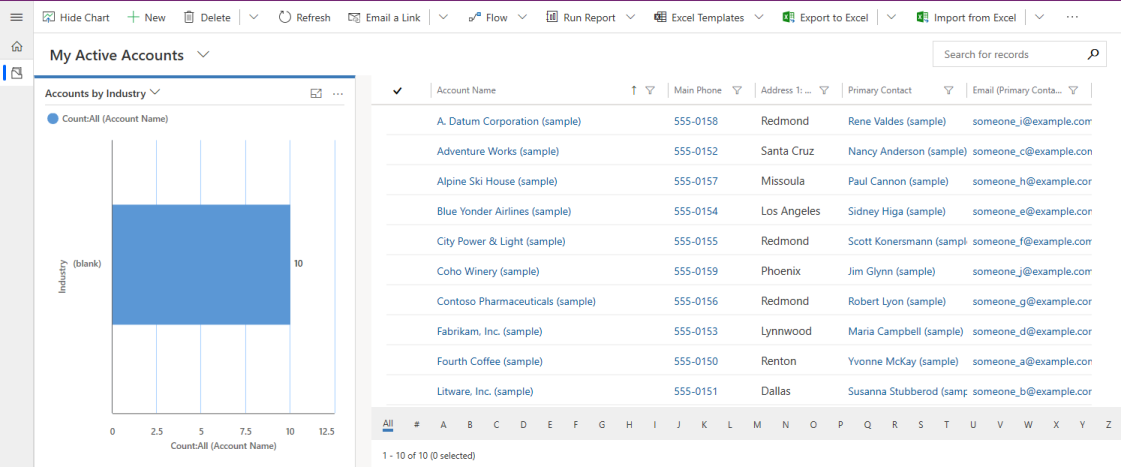 Hide Chart New Delete Refresh Email a Link Flow Run Report Excel Templates Export to Excel Import from Excel ...
My Active Accounts
Search for records
Accounts by Industry ...
Count:All (Account Name)
Industry
(blank)
10
0 2.5 5 7.5 10 12.5
Count:All (Account Name)
Account Name Main Phone Address 1: ... Primary Contact Email (Primary Conta...
A. Datum Corporation (sample) 555-0158 Redmond Rene Valdes (sample) someone_i@example.com
Adventure Works (sample) 555-0152 Santa Cruz Nancy Anderson (sample) someone_c@example.con
Alpine Ski House (sample) 555-0157 Missoula Paul Cannon (sample) someone_h@example.cor
Blue Yonder Airlines (sample) 555-0154 Los Angeles Sidney Higa (sample) someone_e@example.cor
City Power & Light (sample) 555-0155 Redmond Scott Konersmann (sampl someone_f@example.con
Coho Winery (sample) 555-0159 Phoenix Jim Glynn (sample) someone_j@example.com
Contoso Pharmaceuticals (sample) 555-0156 Redmond Robert Lyon (sample) someone_g@example.cor
Fabrikam, Inc. (sample) 555-0153 Lynnwood Maria Campbell (sample) someone_d@example.cor
Fourth Coffee (sample) 555-0150 Renton Yvonne McKay (sample) someone_a@example.cor
Litware, Inc. (sample) 555-0151 Dallas Susanna Stubberod (samp someone_b@example.cor
All # A B C D E F G H I J K L M N O P Q R S T U V W X Y Z
1 - 10 of 10 (0 selected)